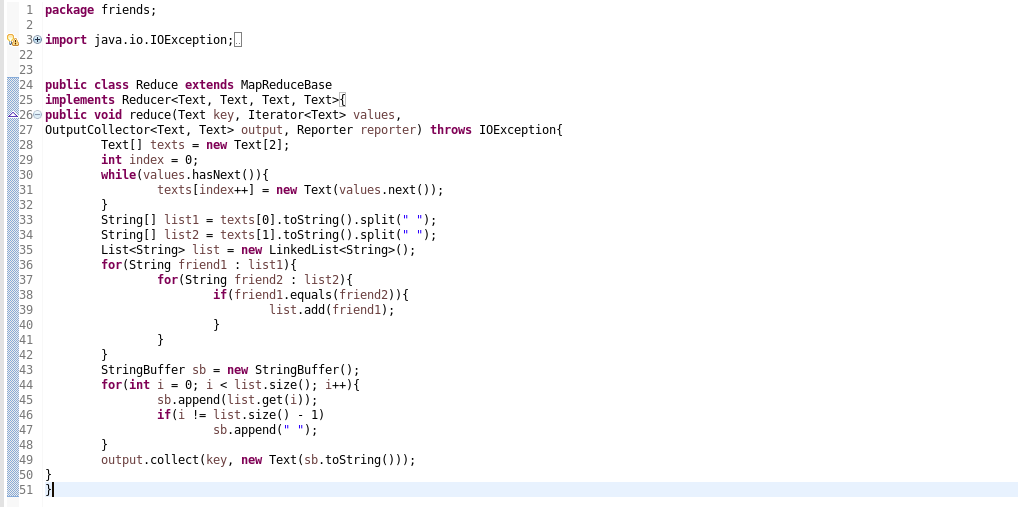 1 package friends;
2
3 import java.io.IOException;
22
23
24 public class Reduce extends MapReduceBase
25 implements Reducer<Text, Text, Text, Text>{
26 public void reduce(Text key, Iterator<Text> values,
27 OutputCollector<Text, Text> output, Reporter reporter) throws IOException{
28         Text[] texts = new Text[2];
29         int index = 0;
30         while(values.hasNext()){
31                 texts[index++] = new Text(values.next());
32         }
33         String[] list1 = texts[0].toString().split(" ");
34         String[] list2 = texts[1].toString().split(" ");
35         List<String> list = new LinkedList<String>();
36         for(String friend1 : list1){
37                 for(String friend2 : list2){
38                         if(friend1.equals(friend2)){
39                                 list.add(friend1);
40                         }
41                 }
42         }
43         StringBuffer sb = new StringBuffer();
44         for(int i = 0; i < list.size(); i++){
45                 sb.append(list.get(i));
46                 if(i != list.size() - 1)
47                         sb.append(" ");
48         }
49         output.collect(key, new Text(sb.toString()));
50 }
51 }